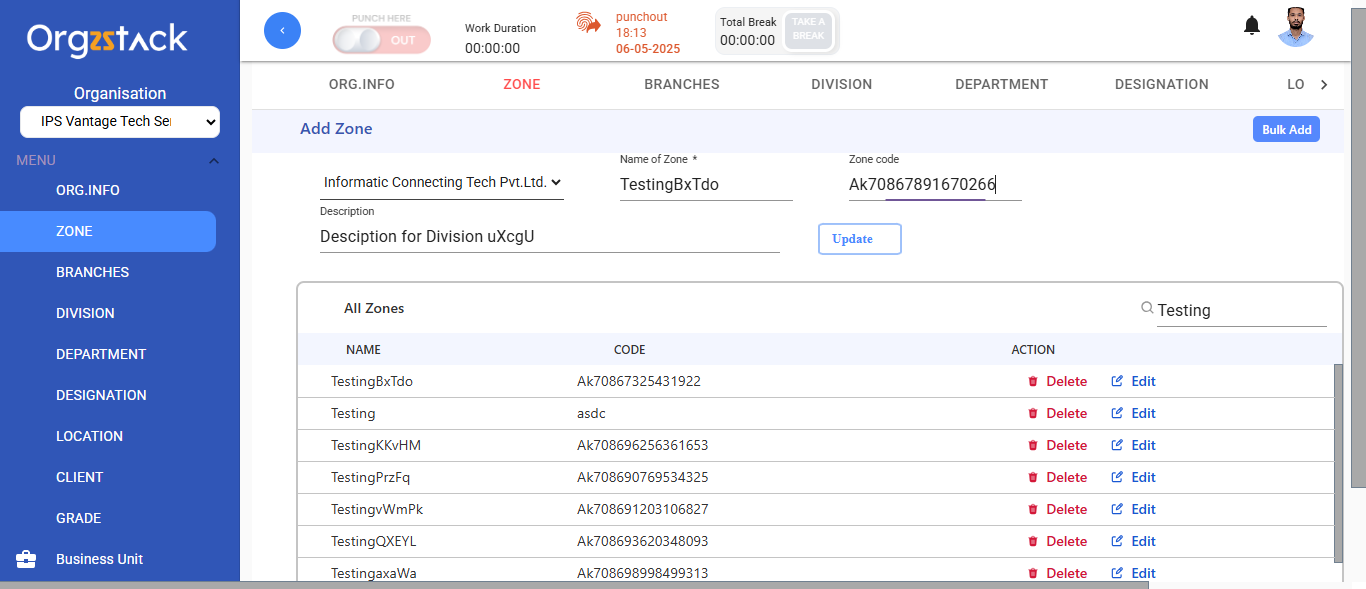 Orgzstack
Organisation
IPS Vantage Tech Ser
MENU
ORG.INFO
ZONE
BRANCHES
DIVISION
DEPARTMENT
DESIGNATION
LOCATION
CLIENT
GRADE
Business Unit
PUNCH HERE
OUT
Work Duration
00:00:00
punchout
18:13
06-05-2025
Total Break
00:00:00
TAKE A
BREAK
ORG.INFO ZONE BRANCHES DIVISION DEPARTMENT DESIGNATION LO
Add Zone Bulk Add
Name of Zone * Zone code
Informatic Connecting Tech Pvt.Ltd. TestingBxTdo Ak70867891670266
Description
Desciption for Division uXcgU Update
All Zones Testing
NAME CODE ACTION
TestingBxTdo Ak70867325431922 Delete Edit
Testing asdc Delete Edit
TestingKKvHM Ak708696256361653 Delete Edit
TestingPrzFq Ak708690769534325 Delete Edit
TestingvWmPk Ak708691203106827 Delete Edit
TestingQXEYL Ak708693620348093 Delete Edit
TestingaxaWa Ak708698998499313 Delete Edit